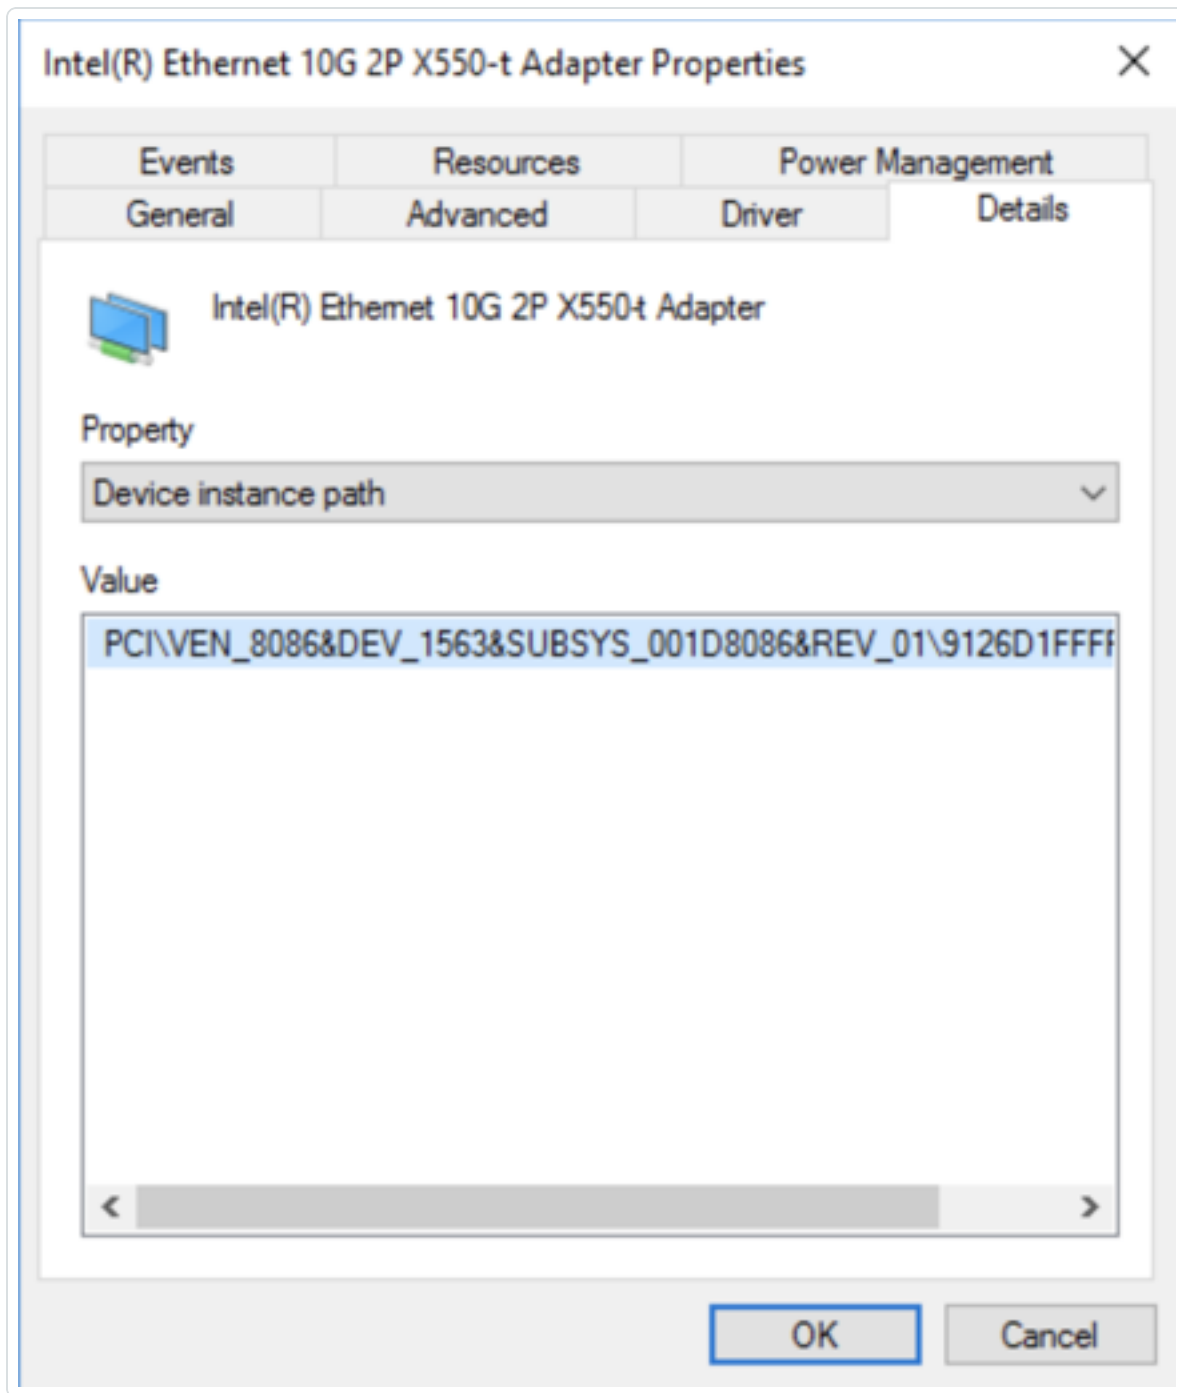 Intel(R) Ethernet 10G 2P X550-t Adapter Properties
Events Resources Power Management
General Advanced Driver Details
Intel(R) Ethernet 10G 2P X550-t Adapter
Property
Device instance path
Value
PCI\VEN_8086&DEV_1563&SUBSYS_001D8086&REV_01\9126D1FFFF
OK Cancel